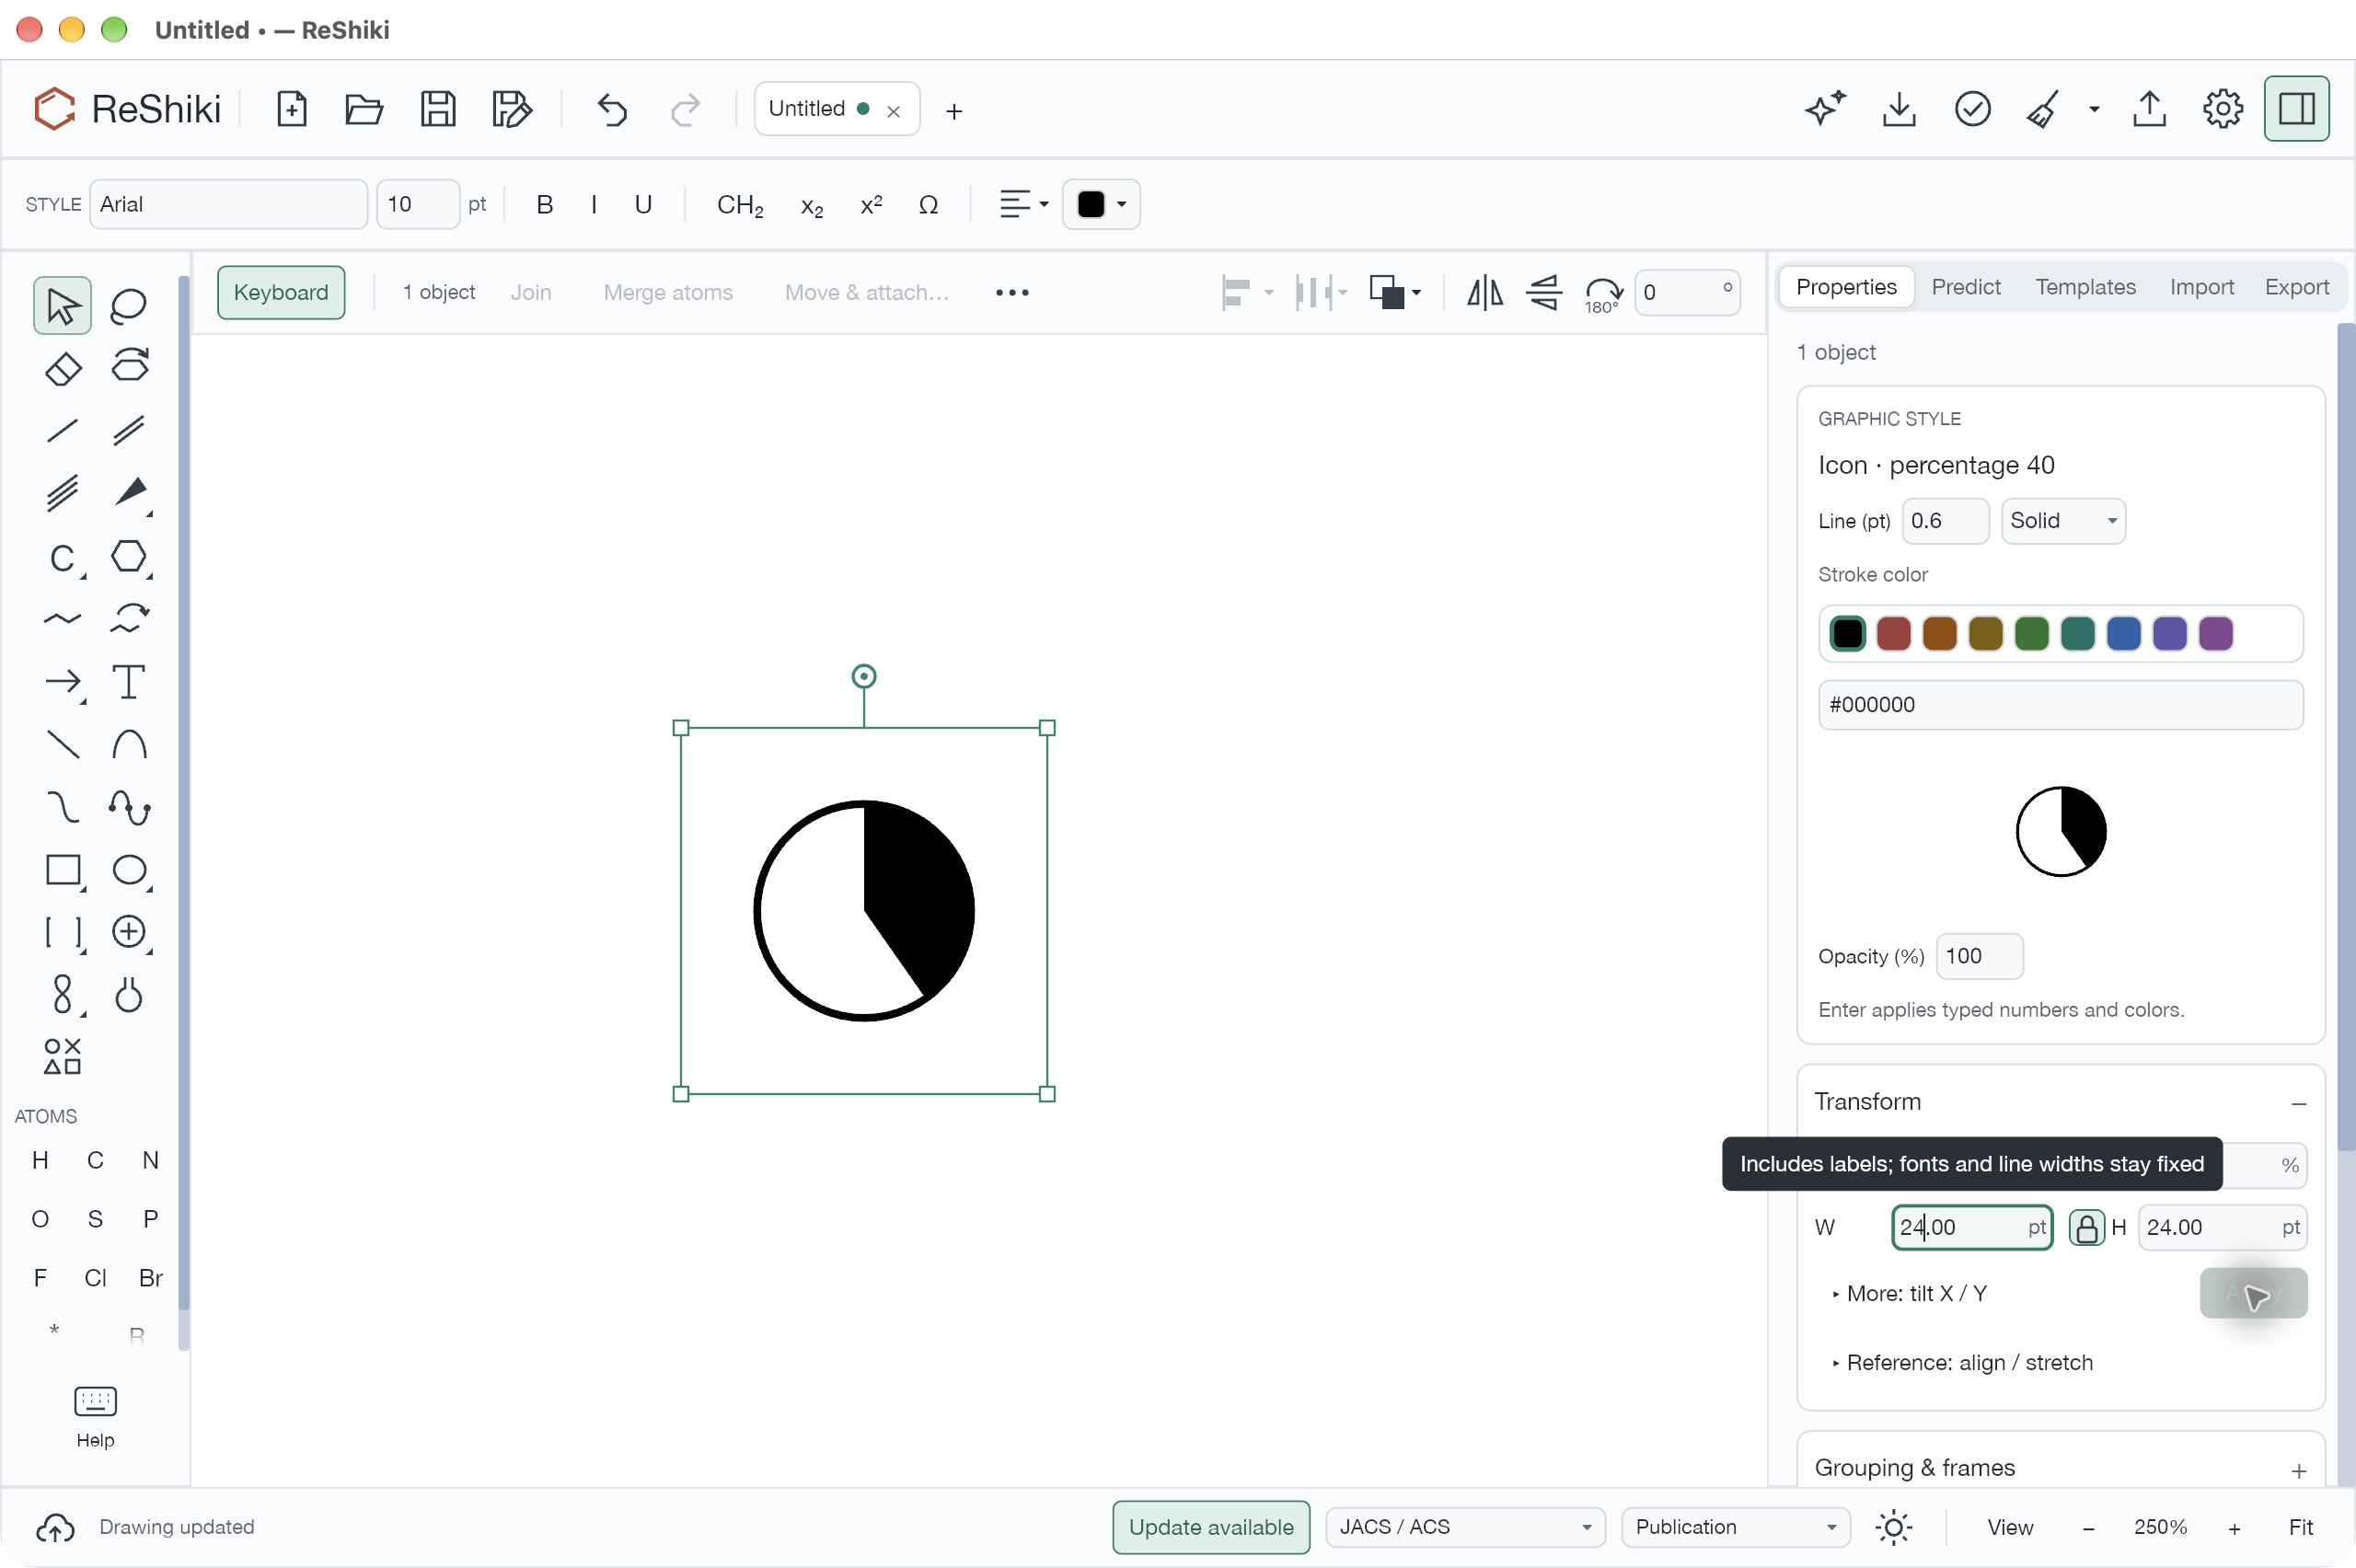 Untitled • — ReShiki
ReShiki
Untitled
STYLE Arial 10 pt B I U CH₂ x₂ x² Ω
Keyboard 1 object Join Merge atoms Move & attach... 180° 0 °
Properties Predict Templates Import Export
1 object
GRAPHIC STYLE
Icon · percentage 40
Line (pt) 0.6 Solid
Stroke color
#000000
Opacity (%) 100
Enter applies typed numbers and colors.
Transform
Includes labels; fonts and line widths stay fixed %
W 24.00 pt H 24.00 pt
More: tilt X / Y
Reference: align / stretch
Grouping & frames
C
T
ATOMS
H C N
O S P
F Cl Br
* R
Help
Drawing updated Update available JACS / ACS Publication View − 250% + Fit